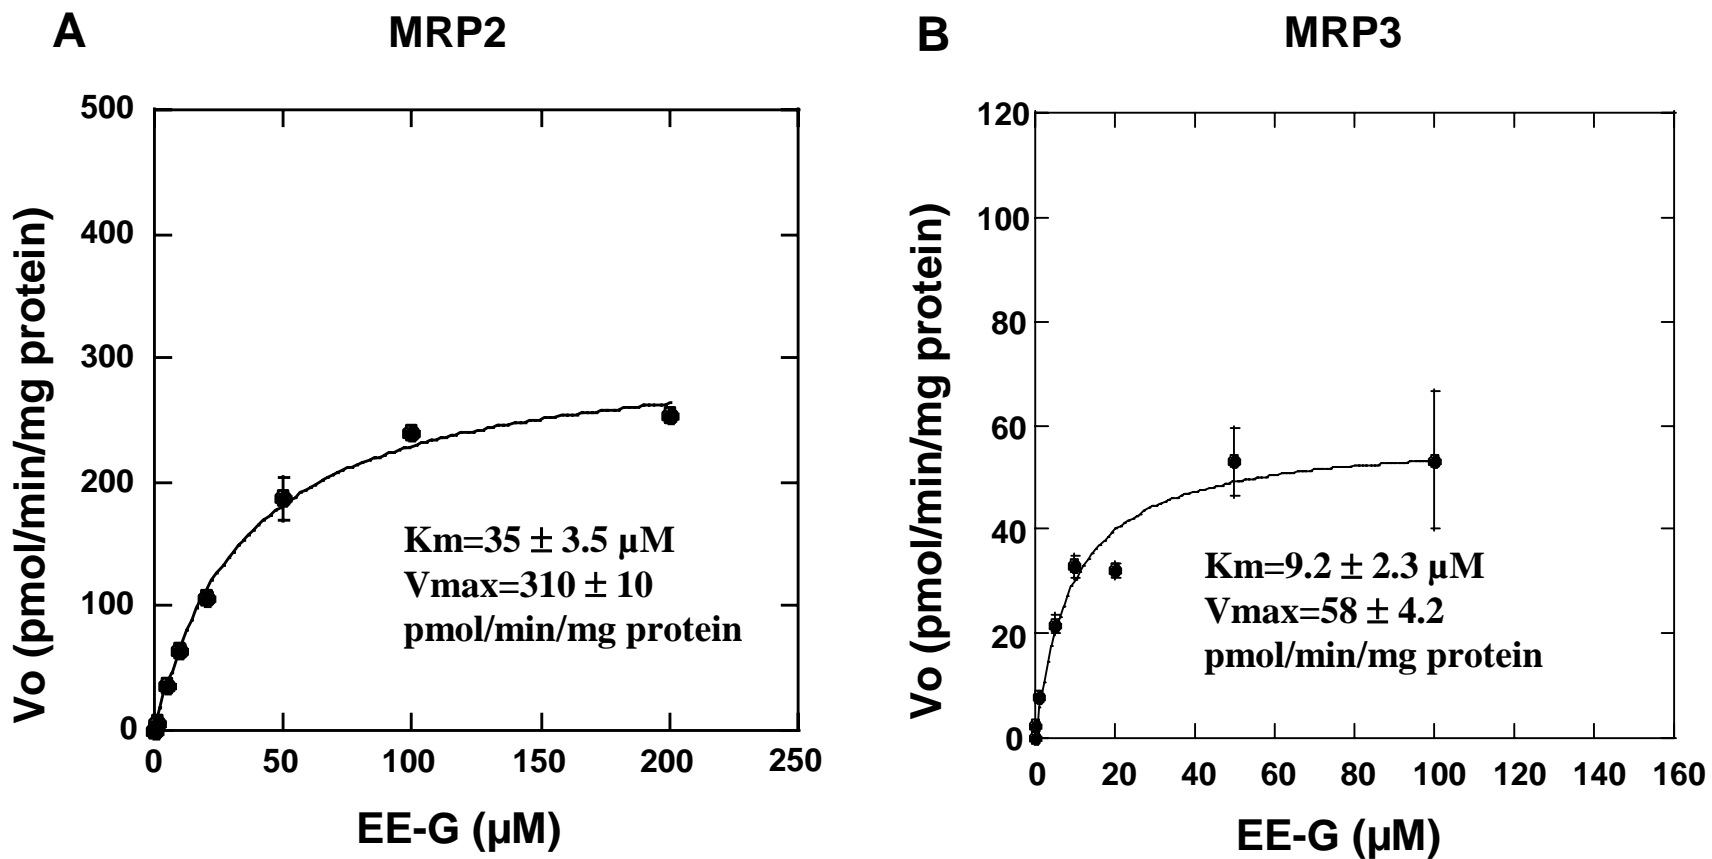 A
MRP2
Vo (pmol/min/mg protein)
500
400
300
200
100
0
0 50 100 150 200 250
EE-G (µM)
Km=35 ± 3.5 µM
Vmax=310 ± 10
pmol/min/mg protein
B
MRP3
Vo (pmol/min/mg protein)
120
100
80
60
40
20
0
0 20 40 60 80 100 120 140 160
EE-G (µM)
Km=9.2 ± 2.3 µM
Vmax=58 ± 4.2
pmol/min/mg protein